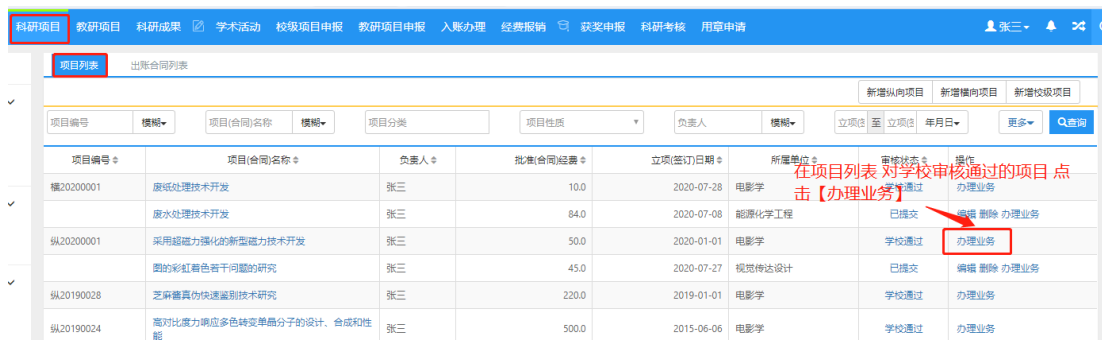 科研项目 教研项目 科研成果 学术活动 校级项目申报 教研项目申报 入账办理 经费报销 获奖申报 科研考核 用章申请 张三
项目列表 出账合同列表
新增纵向项目 新增横向项目 新增校级项目
项目编号 模糊 项目(合同)名称 模糊 项目分类 项目性质 负责人 模糊 立项(签 至 立项(签 年月日 更多 查询
项目编号 项目(合同)名称 负责人 批准(合同)经费 立项(签订)日期 所属单位 审核状态 操作
在项目列表 对学校审核通过的项目 点
击【办理业务】
横20200001 废纸处理技术开发 张三 10.0 2020-07-28 电影学 学校通过 办理业务
废水处理技术开发 张三 84.0 2020-07-08 能源化学工程 已提交 编辑 删除 办理业务
纵20200001 采用超磁力强化的新型磁力技术开发 张三 50.0 2020-01-01 电影学 学校通过 办理业务
图的彩虹着色若干问题的研究 张三 45.0 2020-07-27 视觉传达设计 已提交 编辑 删除 办理业务
纵20190028 芝麻酱真伪快速鉴别技术研究 张三 220.0 2019-01-01 电影学 学校通过 办理业务
纵20190024 高对比度力响应多色转变单晶分子的设计、合成和性 张三 500.0 2015-06-06 电影学 学校通过 办理业务
能